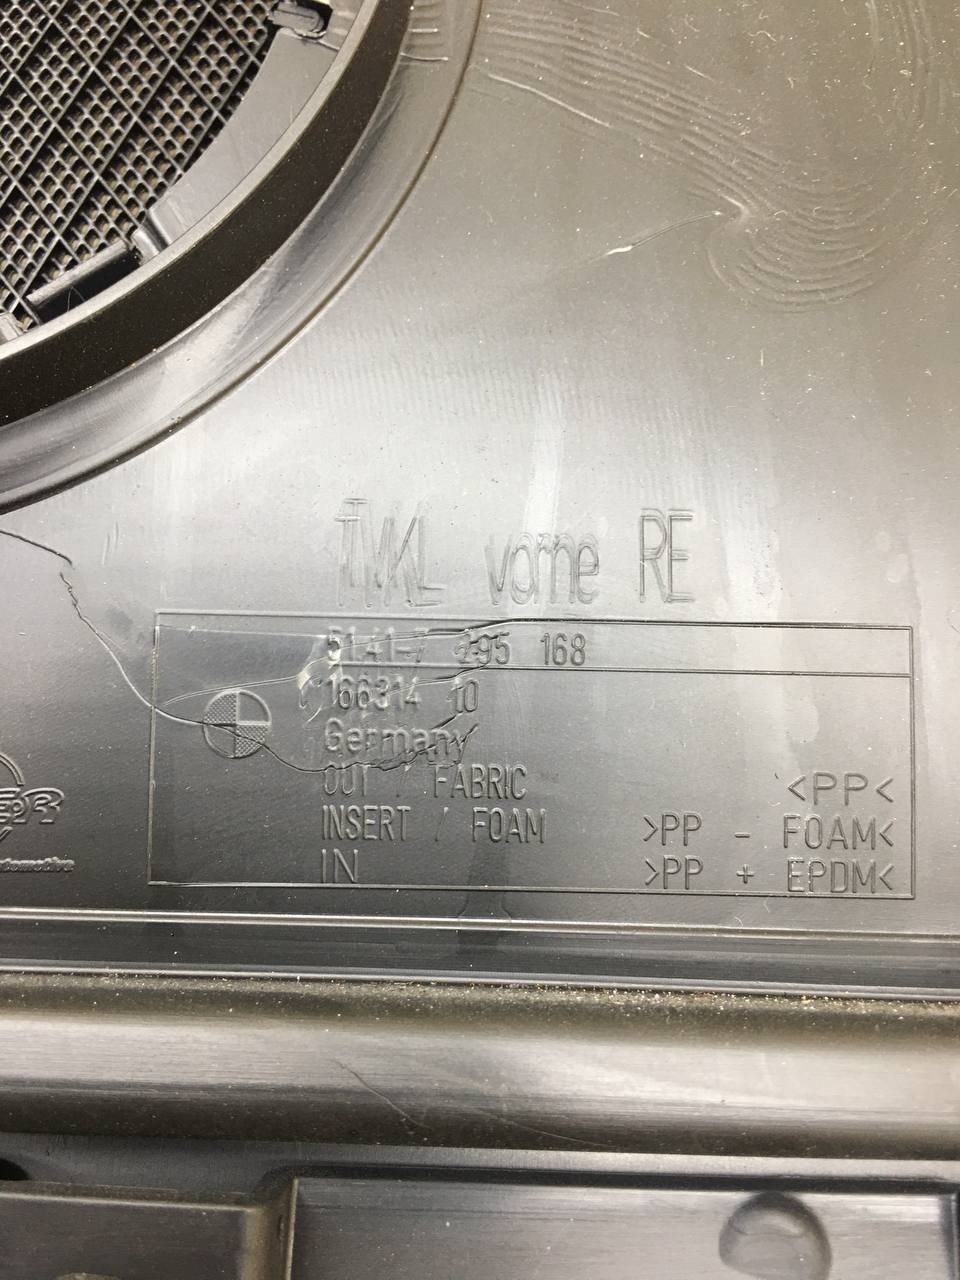 TVKL vorne RE
51.41-7 295 168
166314 10
Germany
OUT / FABRIC <PP<
INSERT / FOAM >PP - FOAM<
IN >PP + EPDM<